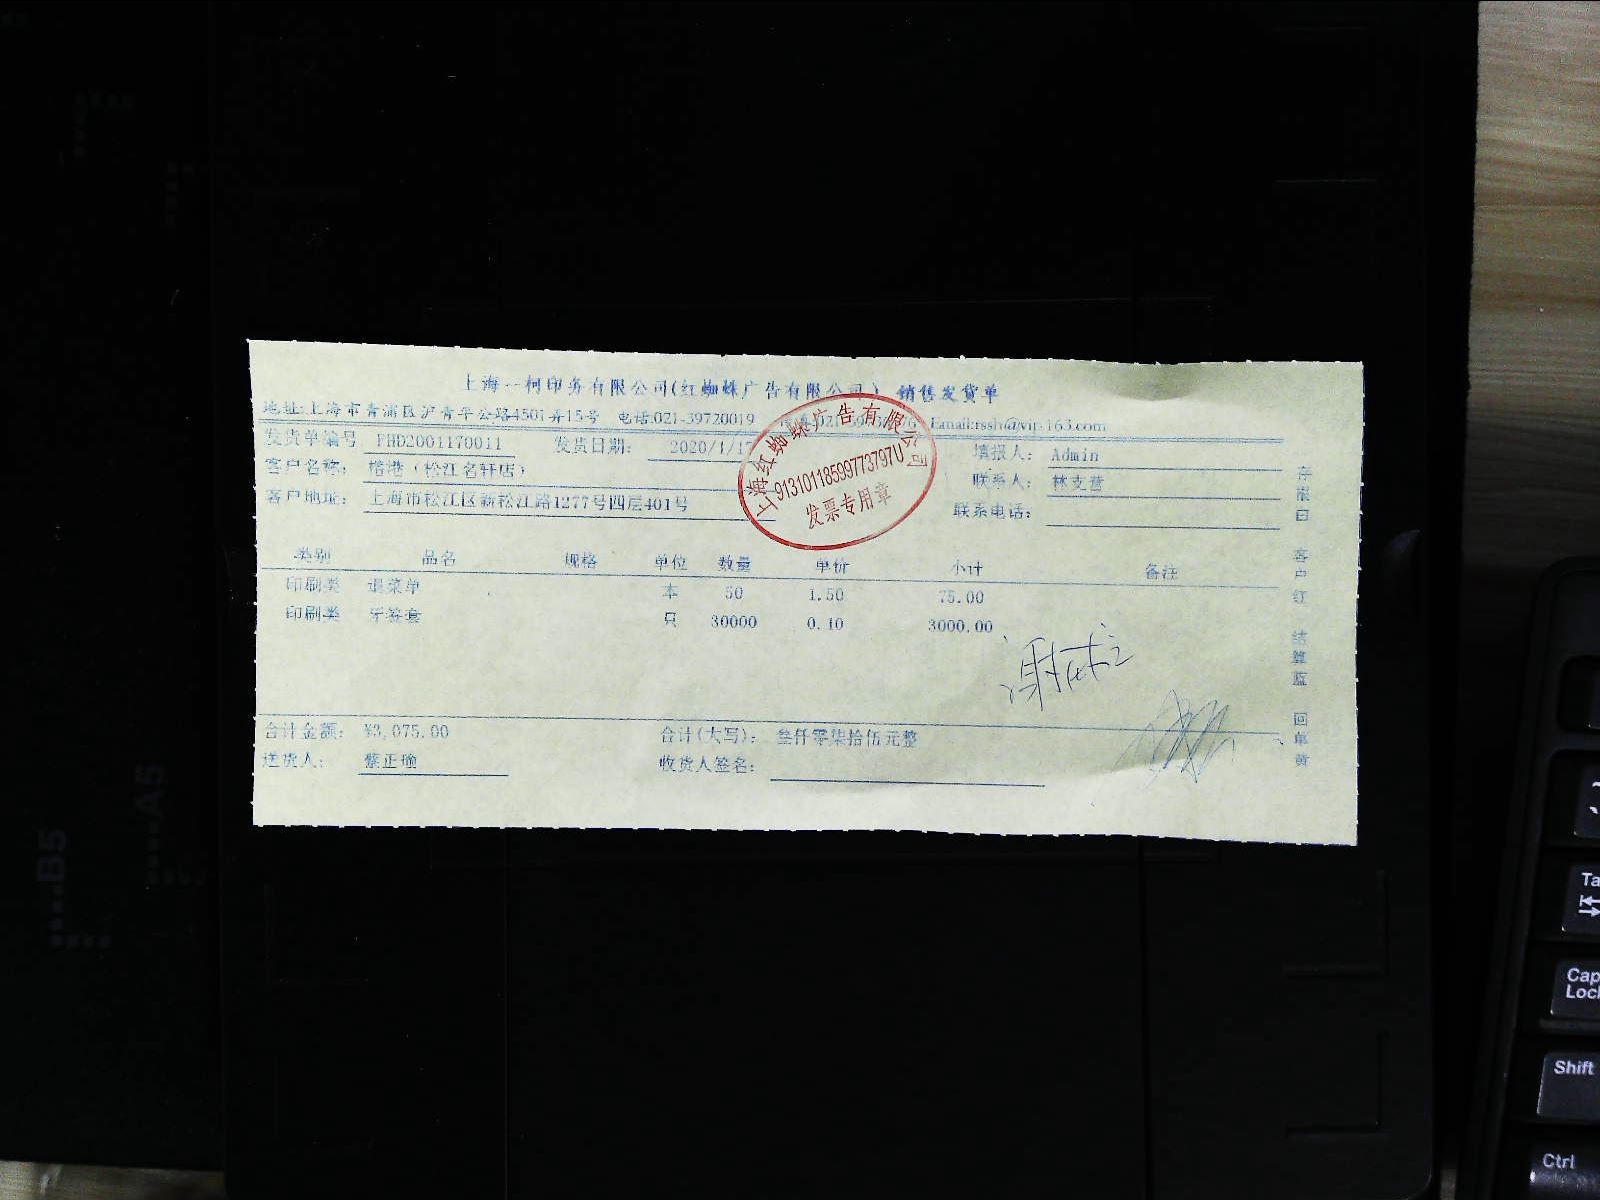 上海一柯印务有限公司(红蜘蛛广告有限公司) 销售发货单
地址:上海市青浦区沪青平公路4501弄15号 电话:021-39720019 Email:rssh@vip.163.com
发货单编号 FHD2001170011 发货日期: 2020/1/17 填报人: Admin
客户名称: 楷港(松江名轩店) 联系人: 林支营
客户地址: 上海市松江区新松江路1277号四层401号 联系电话:
上海红蜘蛛广告有限公司
91310118599773797U
发票专用章
类别 品名 规格 单位 数量 单价 小计 备注
印刷类 退菜单 本 50 1.50 75.00
印刷类 牙签套 只 30000 0.10 3000.00
合计金额: ¥3,075.00 合计(大写): 叁仟零柒拾伍元整
送货人: 蔡正瑜 收货人签名:
存根白 客户红 结算蓝 回单黄
B5
A5
Ta
Cap
Loc
Shift
Ctrl